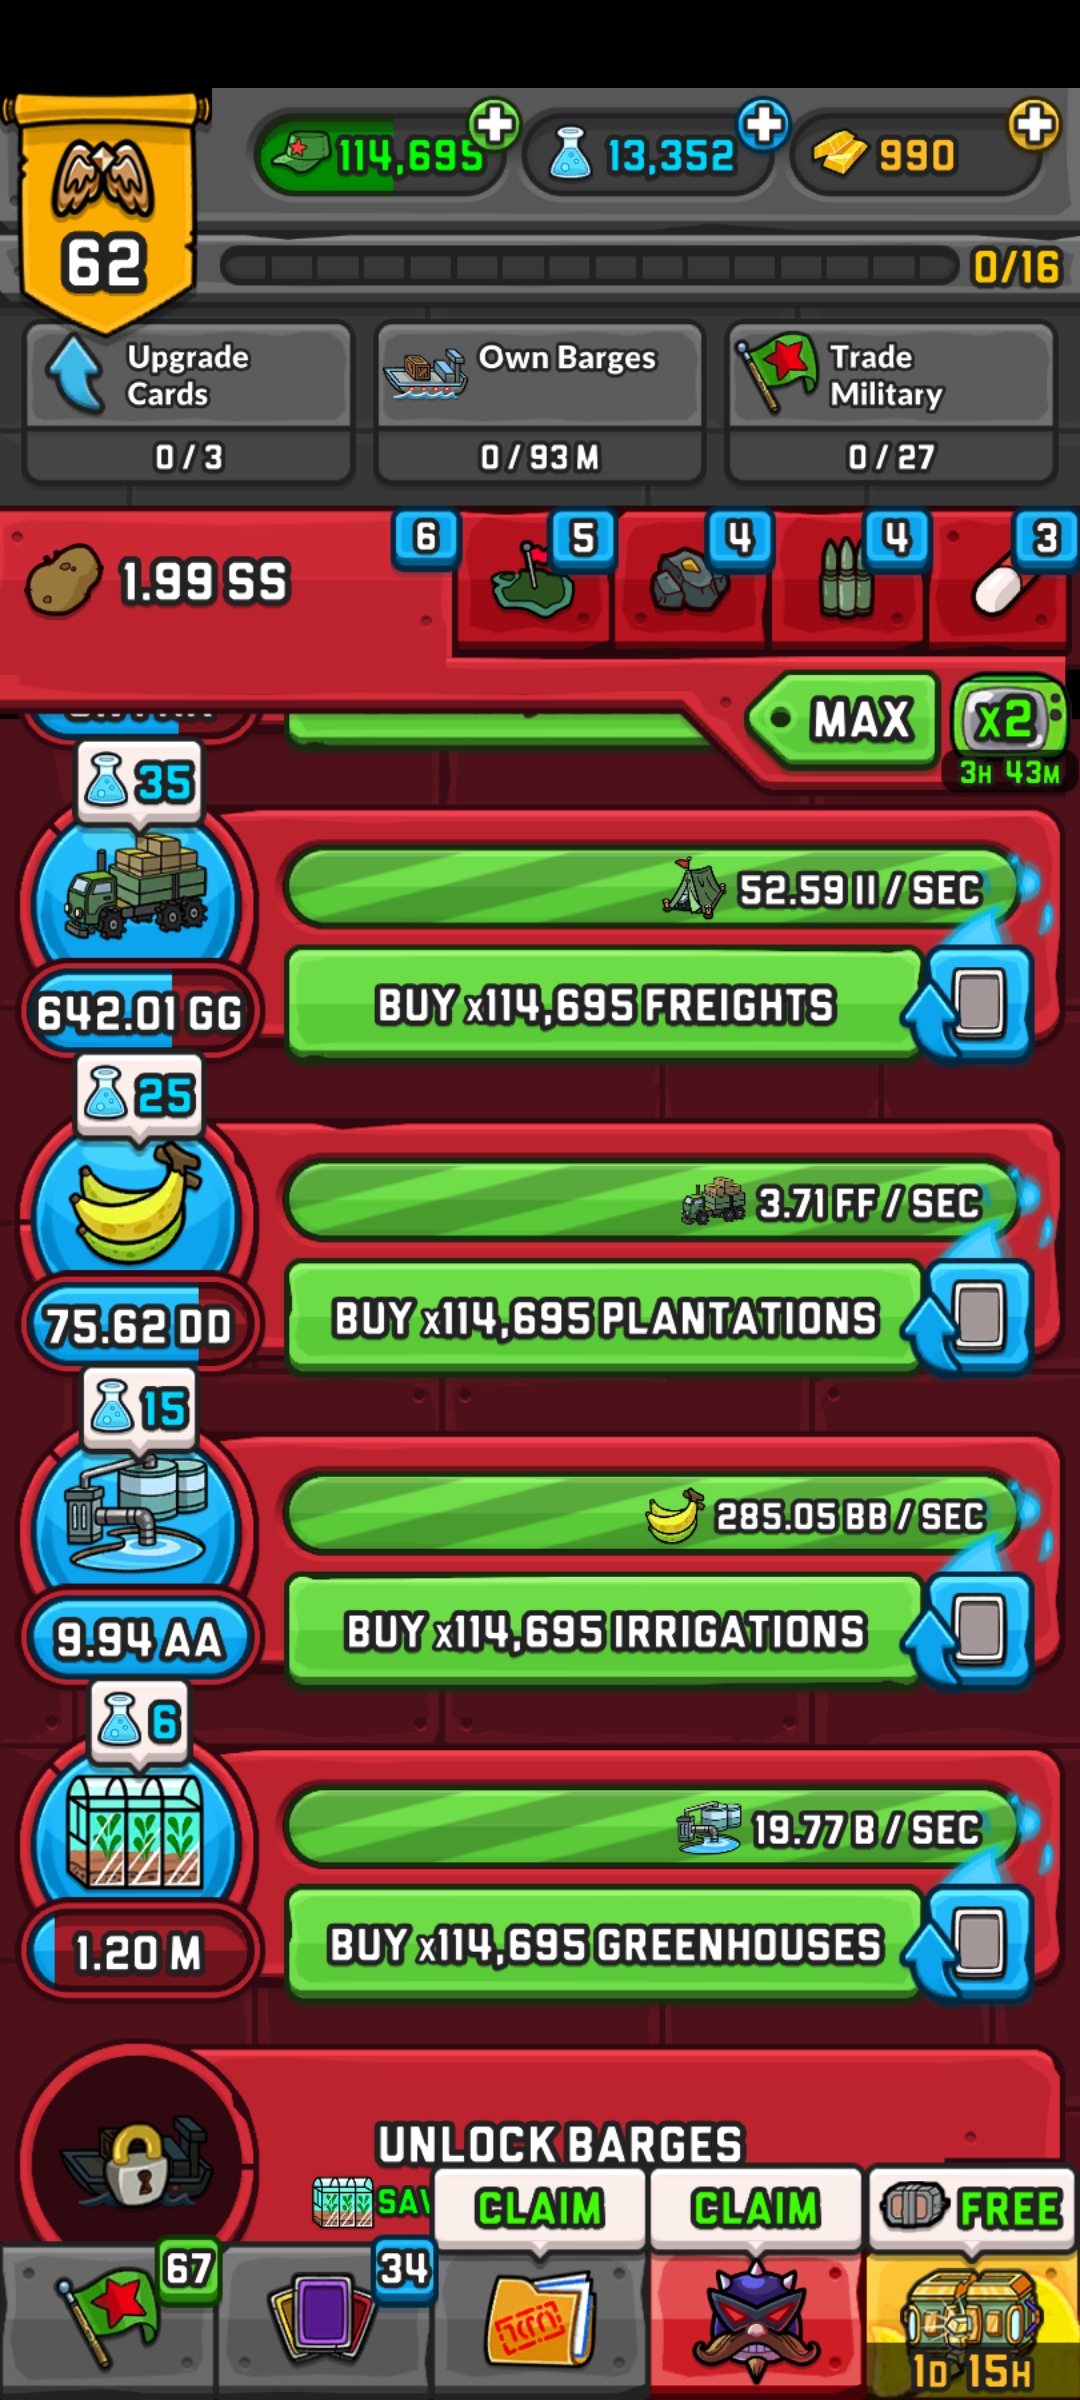 114,695
13,352
990
62
0/16
Upgrade
Cards
0 / 3
Own Barges
0 / 93 M
Trade
Military
0 / 27
1.99 SS
6
5
4
4
3
MAX
x2
3H 43M
35
52.59 II / SEC
642.01 GG
BUY x114,695 FREIGHTS
25
3.71 FF / SEC
75.62 DD
BUY x114,695 PLANTATIONS
15
285.05 BB / SEC
9.94 AA
BUY x114,695 IRRIGATIONS
6
19.77 B / SEC
1.20 M
BUY x114,695 GREENHOUSES
UNLOCK BARGES
CLAIM
CLAIM
FREE
67
34
1D 15H